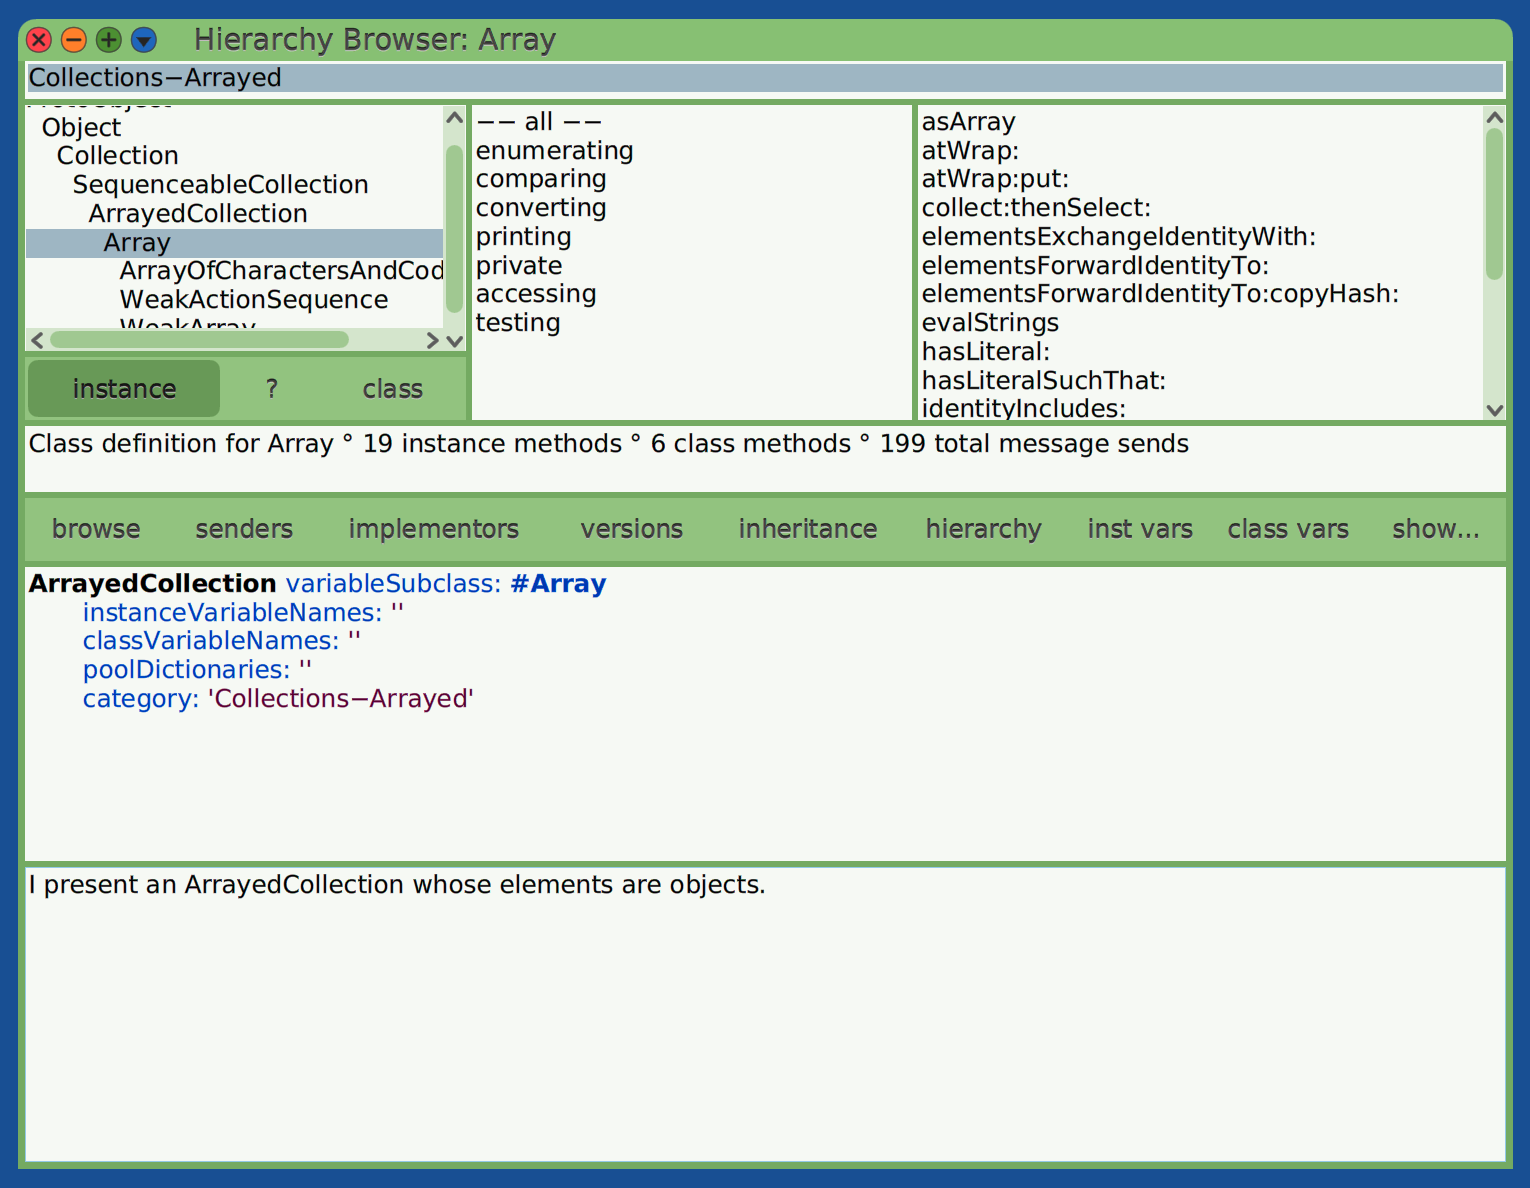 Hierarchy Browser: Array
Collections−Arrayed
Object
Collection
SequenceableCollection
ArrayedCollection
Array
ArrayOfCharactersAndCod
WeakActionSequence
WeakArray
instance
?
class
−− all −−
enumerating
comparing
converting
printing
private
accessing
testing
asArray
atWrap:
atWrap:put:
collect:thenSelect:
elementsExchangeIdentityWith:
elementsForwardIdentityTo:
elementsForwardIdentityTo:copyHash:
evalStrings
hasLiteral:
hasLiteralSuchThat:
identityIncludes:
Class definition for Array ° 19 instance methods ° 6 class methods ° 199 total message sends
browse senders implementors versions inheritance hierarchy inst vars class vars show...
ArrayedCollection variableSubclass: #Array
instanceVariableNames: ''
classVariableNames: ''
poolDictionaries: ''
category: 'Collections−Arrayed'
I present an ArrayedCollection whose elements are objects.